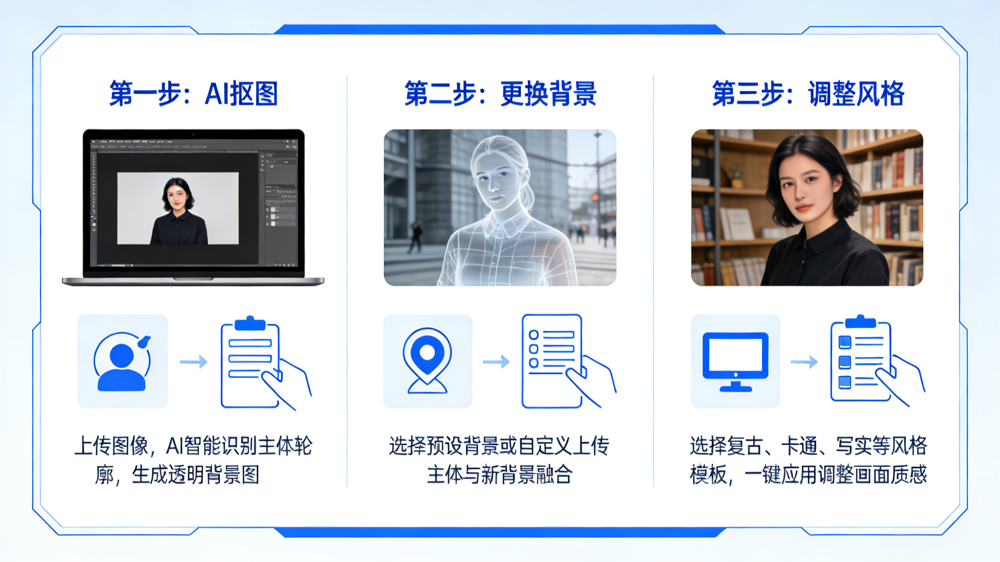 第一步：AI抠图
上传图像，AI智能识别主体轮
廓，生成透明背景图
第二步：更换背景
选择预设背景或自定义上传
主体与新背景融合
第三步：调整风格
选择复古、卡通、写实等风格
模板，一键应用调整画面质感